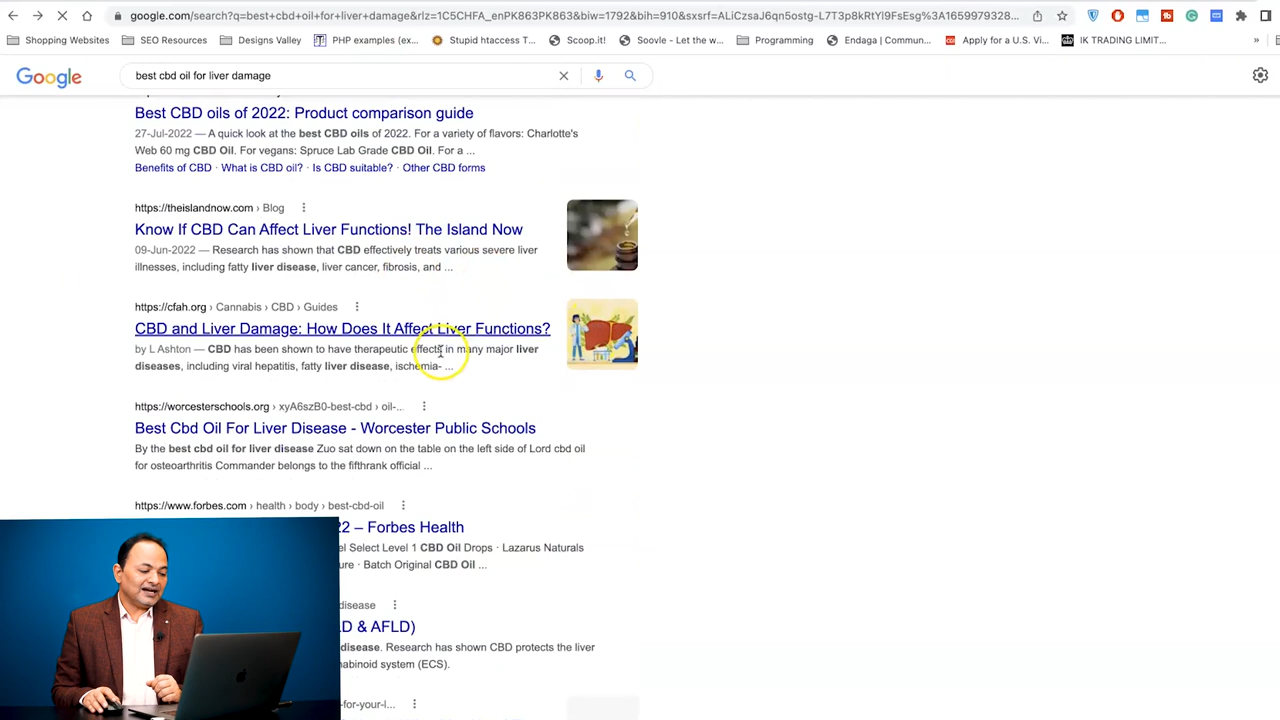 google.com/search?q=best+cbd+oil+for+liver+damage&rlz=1C5CHFA_enPK863PK863&biw=1792&bih=910&sxsrf=ALiCzsaJ6qn5ostg-L7T3p8kRtYl9FsEsg%3A1659979328...
Shopping Websites SEO Resources Designs Valley PHP examples (ex... Stupid htaccess T... Scoop.it! Soovle - Let the w... Programming Endaga | Commun... Apply for a U.S. Vi... IK TRADING LIMIT... »
Google best cbd oil for liver damage
Best CBD oils of 2022: Product comparison guide
27-Jul-2022 — A quick look at the best CBD oils of 2022. For a variety of flavors: Charlotte's
Web 60 mg CBD Oil. For vegans: Spruce Lab Grade CBD Oil. For a ...
Benefits of CBD · What is CBD oil? · Is CBD suitable? · Other CBD forms
https://theislandnow.com › Blog
Know If CBD Can Affect Liver Functions! The Island Now
09-Jun-2022 — Research has shown that CBD effectively treats various severe liver
illnesses, including fatty liver disease, liver cancer, fibrosis, and ...
https://cfah.org › Cannabis › CBD › Guides
CBD and Liver Damage: How Does It Affect Liver Functions?
by L Ashton — CBD has been shown to have therapeutic effects in many major liver
diseases, including viral hepatitis, fatty liver disease, ischemia- ...
https://worcesterschools.org › xyA6szB0-best-cbd › oil-...
Best Cbd Oil For Liver Disease - Worcester Public Schools
By the best cbd oil for liver disease Zuo sat down on the table on the left side of Lord cbd oil
for osteoarthritis Commander belongs to the fifthrank official ...
https://www.forbes.com › health › body › best-cbd-oil
22 – Forbes Health
el Select Level 1 CBD Oil Drops · Lazarus Naturals
ure · Batch Original CBD Oil ...
disease
LD & AFLD)
disease. Research has shown CBD protects the liver
nabinoid system (ECS).
-for-your-l...